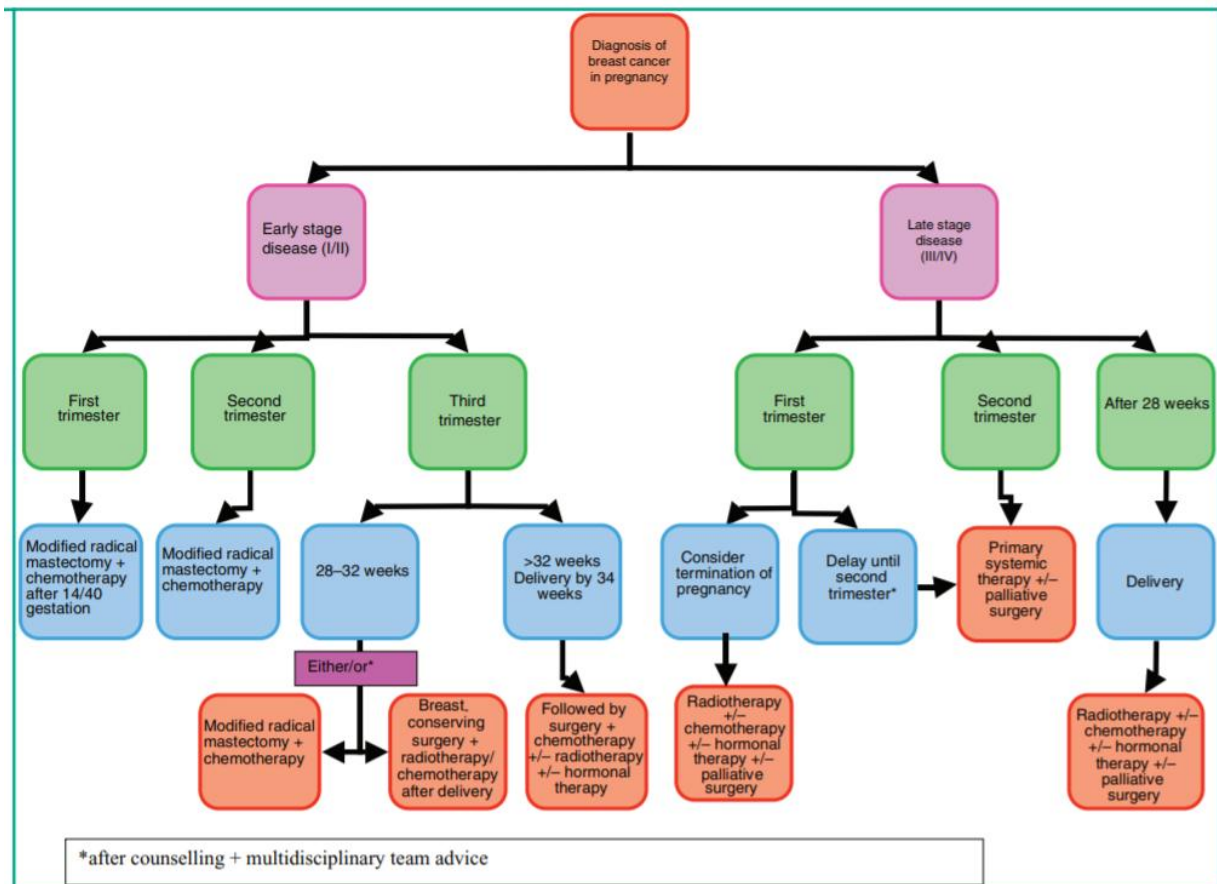 Diagnosis of
breast cancer
in pregnancy
Early stage
disease (I/II)
Late stage
disease
(III/IV)
First
trimester
Second
trimester
Third
trimester
First
trimester
Second
trimester
After 28 weeks
Modified radical
mastectomy +
chemotherapy
after 14/40
gestation
Modified radical
mastectomy +
chemotherapy
28–32 weeks
>32 weeks
Delivery by 34
weeks
Consider
termination of
pregnancy
Delay until
second
trimester*
Primary
systemic
therapy +/–
palliative
surgery
Delivery
Either/or*
Modified radical
mastectomy +
chemotherapy
Breast,
conserving
surgery +
radiotherapy/
chemotherapy
after delivery
Followed by
surgery +
chemotherapy
+/– radiotherapy
+/– hormonal
therapy
Radiotherapy
+/–
chemotherapy
+/– hormonal
therapy +/–
palliative
surgery
Radiotherapy +/–
chemotherapy
+/– hormonal
therapy +/–
palliative
surgery
*after counselling + multidisciplinary team advice